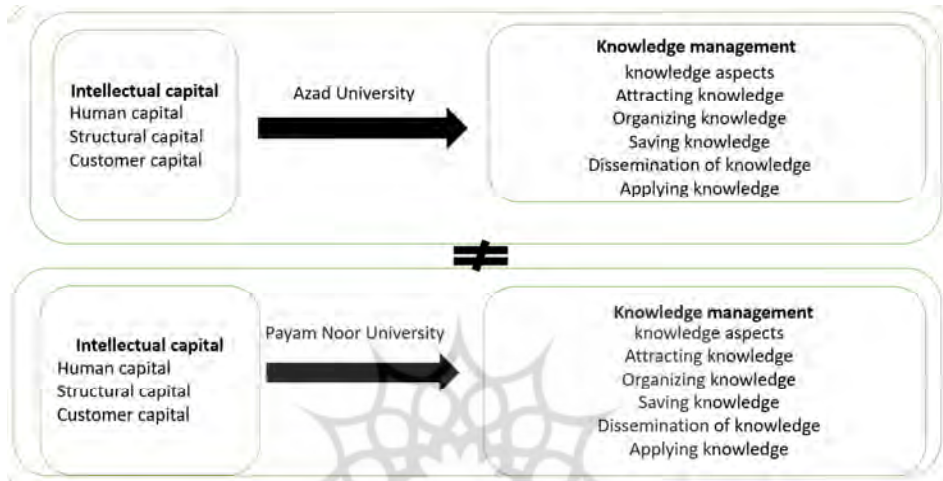 Intellectual capital
Human capital
Structural capital
Customer capital
Azad University
Knowledge management
knowledge aspects
Attracting knowledge
Organizing knowledge
Saving knowledge
Dissemination of knowledge
Applying knowledge
≠
Intellectual capital
Human capital
Structural capital
Customer capital
Payam Noor University
Knowledge management
knowledge aspects
Attracting knowledge
Organizing knowledge
Saving knowledge
Dissemination of knowledge
Applying knowledge